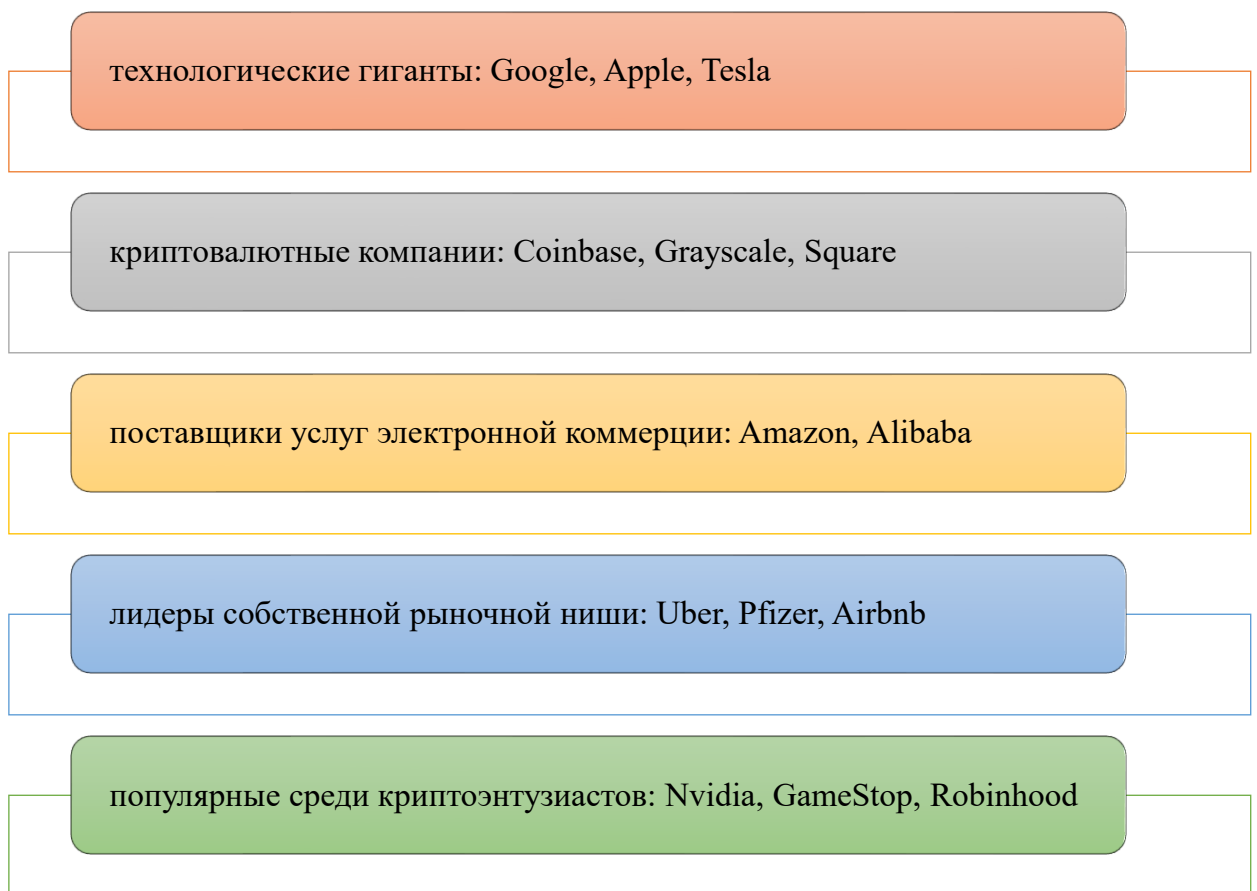 технологические гиганты: Google, Apple, Tesla
криптовалютные компании: Coinbase, Grayscale, Square
поставщики услуг электронной коммерции: Amazon, Alibaba
лидеры собственной рыночной ниши: Uber, Pfizer, Airbnb
популярные среди криптоэнтузиастов: Nvidia, GameStop, Robinhood